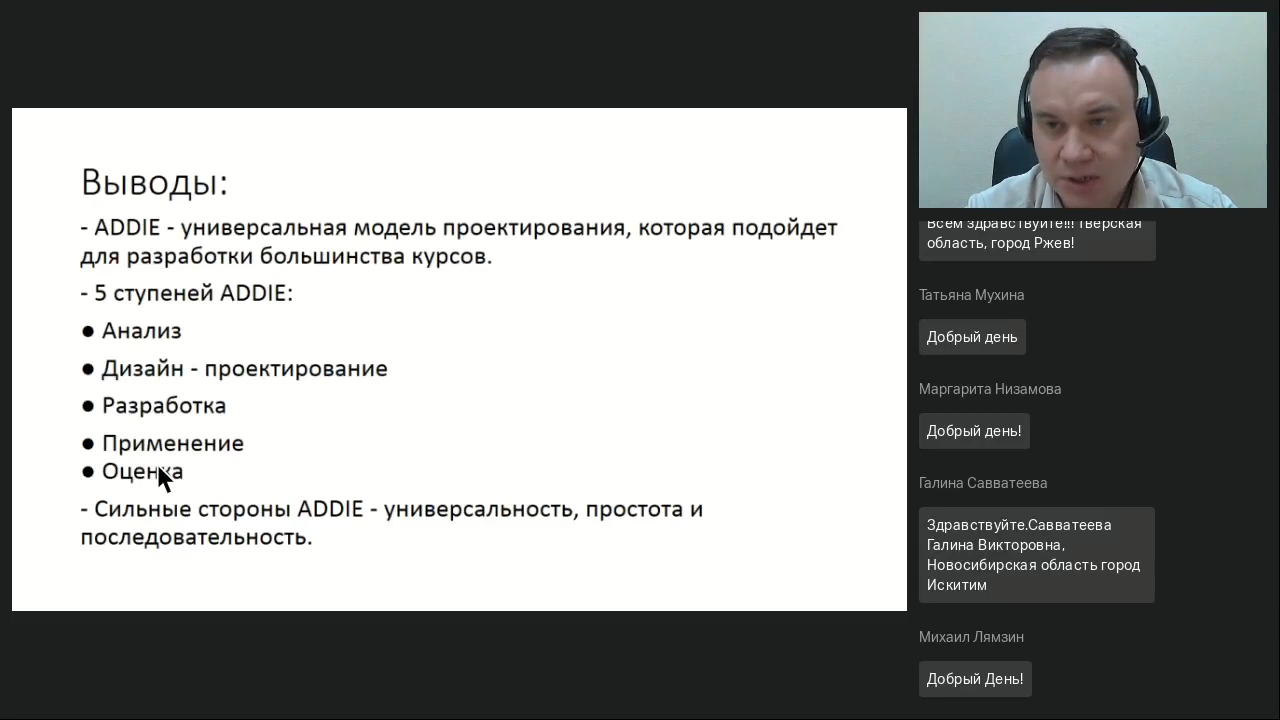 Выводы:
- ADDIE - универсальная модель проектирования, которая подойдет
для разработки большинства курсов.
- 5 ступеней ADDIE:
● Анализ
● Дизайн - проектирование
● Разработка
● Применение
● Оценка
- Сильные стороны ADDIE - универсальность, простота и
последовательность.
Всем здравствуйте!!! Тверская
область, город Ржев!
Татьяна Мухина
Добрый день
Маргарита Низамова
Добрый день!
Галина Савватеева
Здравствуйте.Савватеева
Галина Викторовна,
Новосибирская область город
Искитим
Михаил Лямзин
Добрый День!